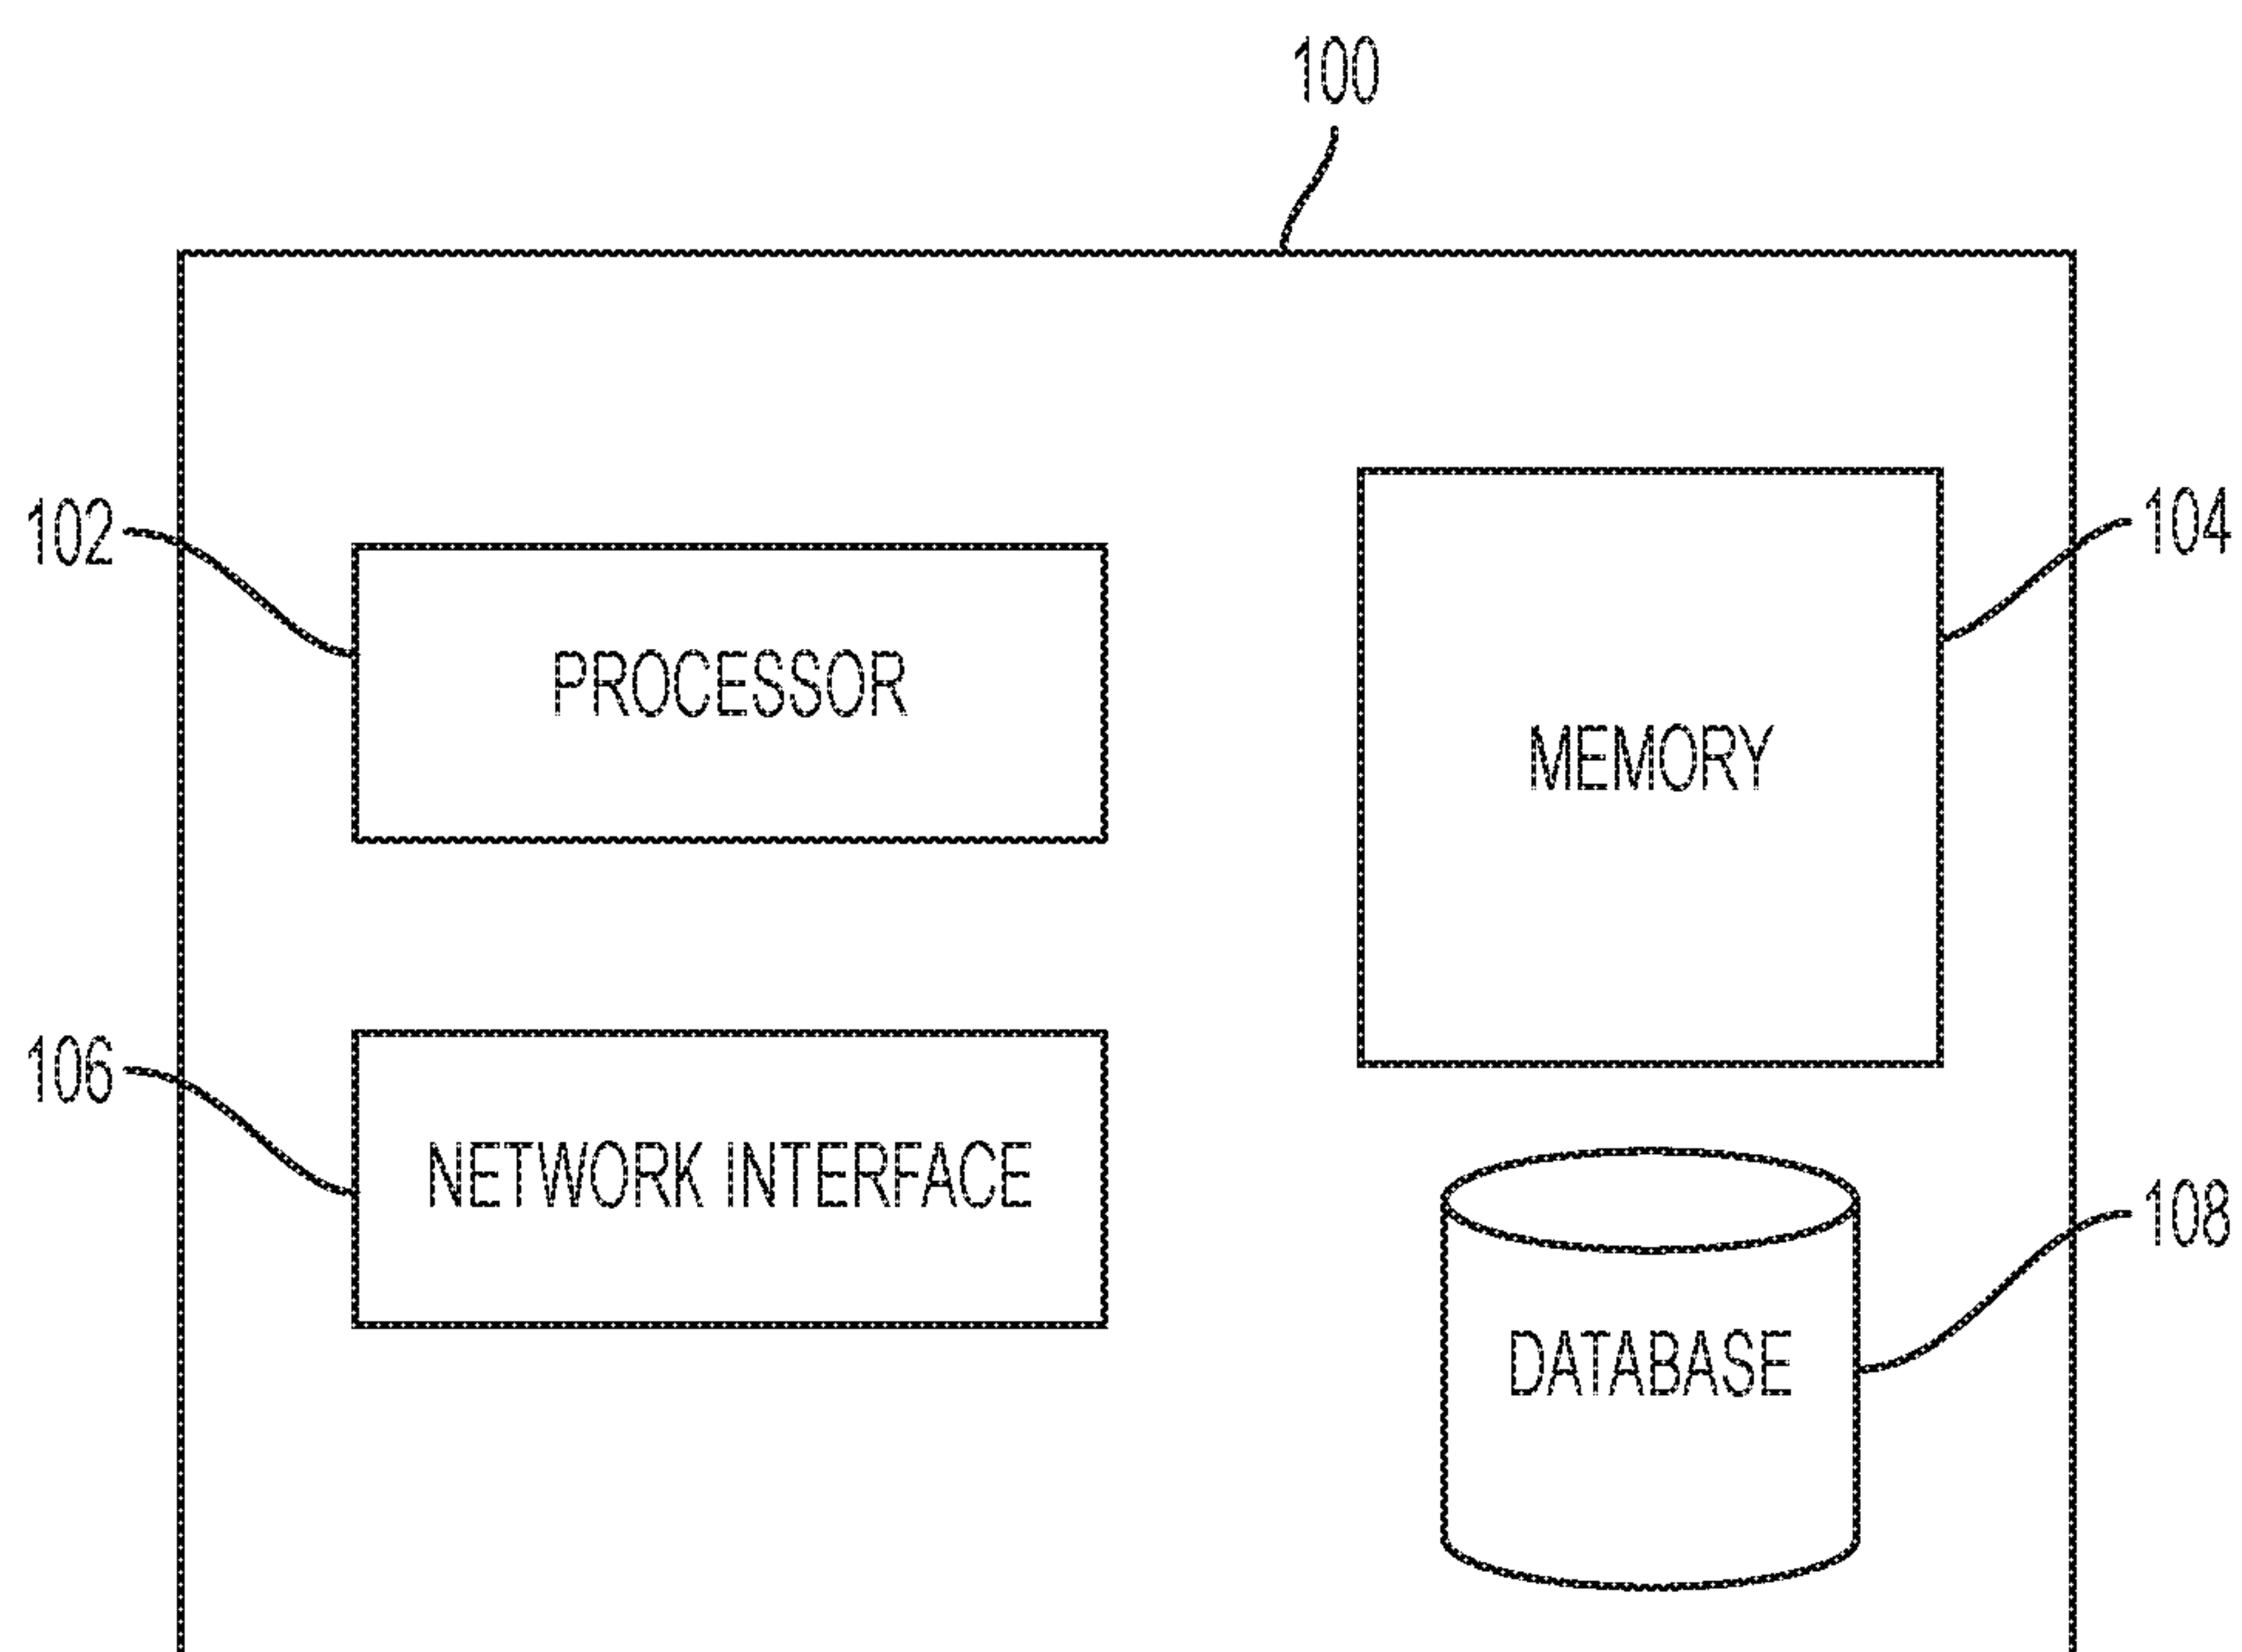 100
102
104
PROCESSOR
MEMORY
106
NETWORK INTERFACE
108
DATABASE